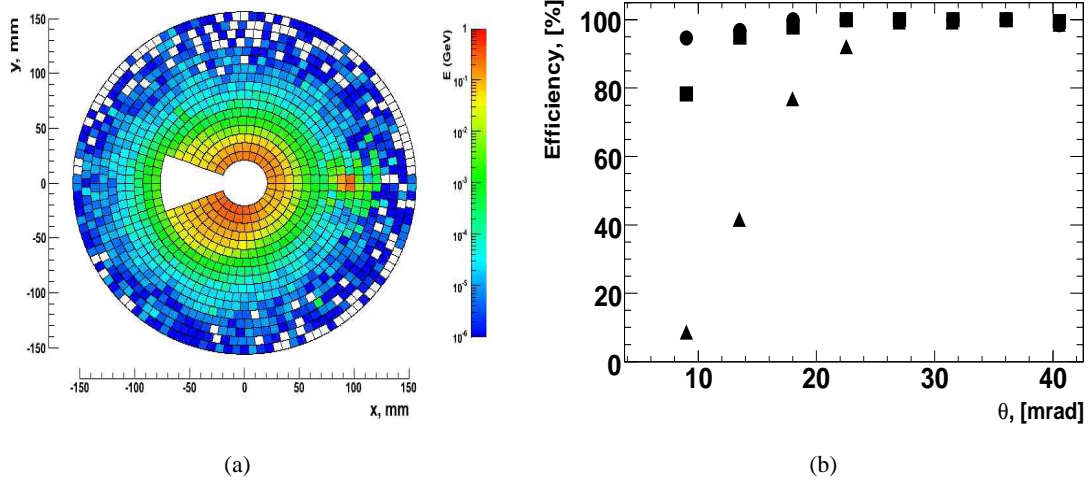 y, mm
150
100
50
0
-50
-100
-150
-150 -100 -50 0 50 100 150
x, mm
E (GeV)
1
10^-1
10^-2
10^-3
10^-4
10^-5
10^-6
(a)
Efficiency, [%]
100
80
60
40
20
0
10 20 30 40
θ, [mrad]
(b)